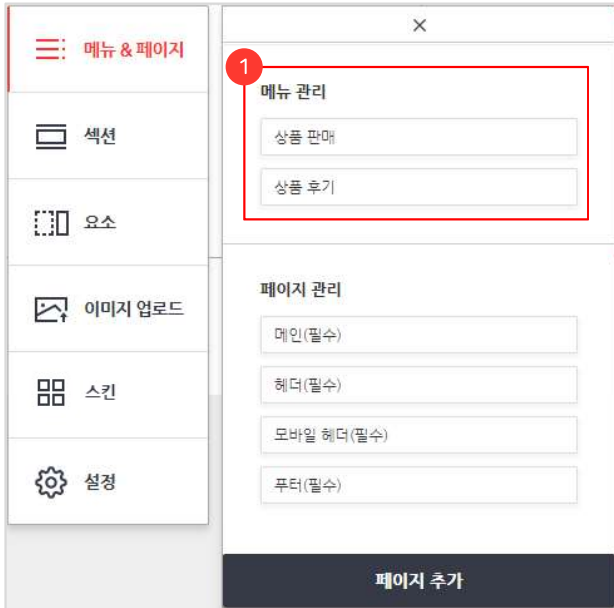 메뉴 & 페이지
섹션
요소
이미지 업로드
스킨
설정
1
메뉴 관리
상품 판매
상품 후기
페이지 관리
메인(필수)
헤더(필수)
모바일 헤더(필수)
푸터(필수)
페이지 추가